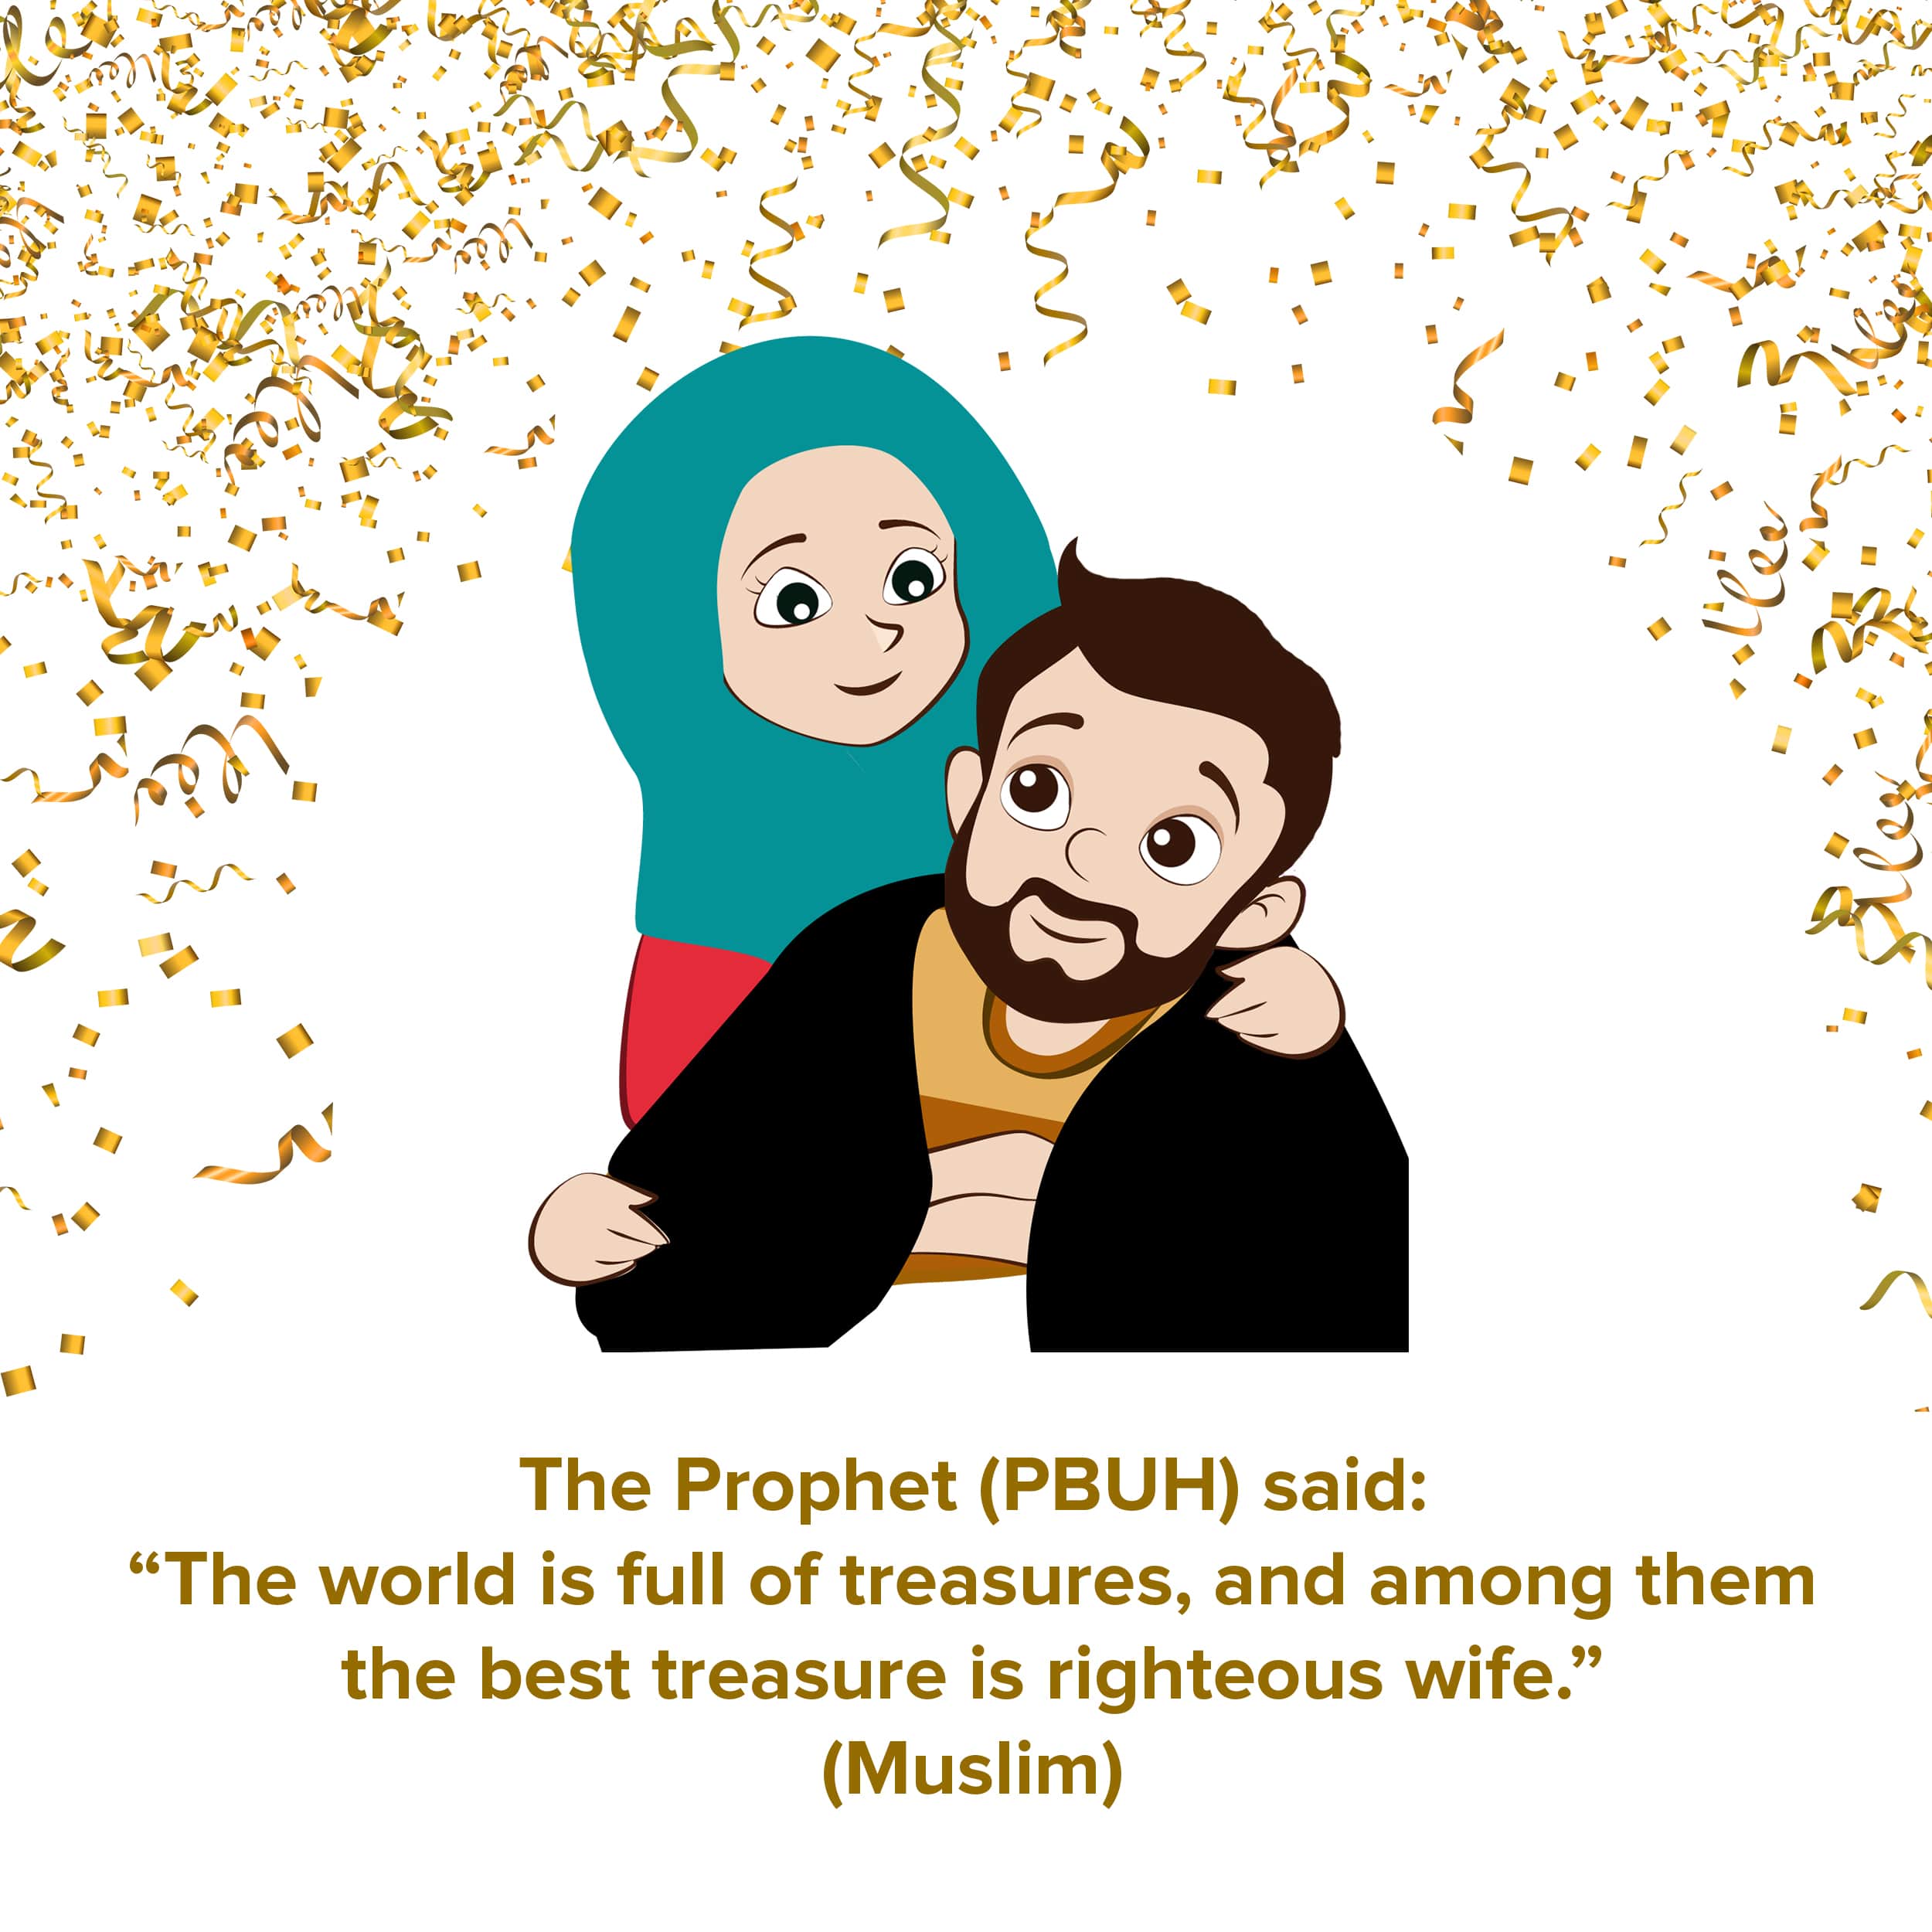 The Prophet (PBUH) said:
“The world is full of treasures, and among them
the best treasure is righteous wife.”
(Muslim)